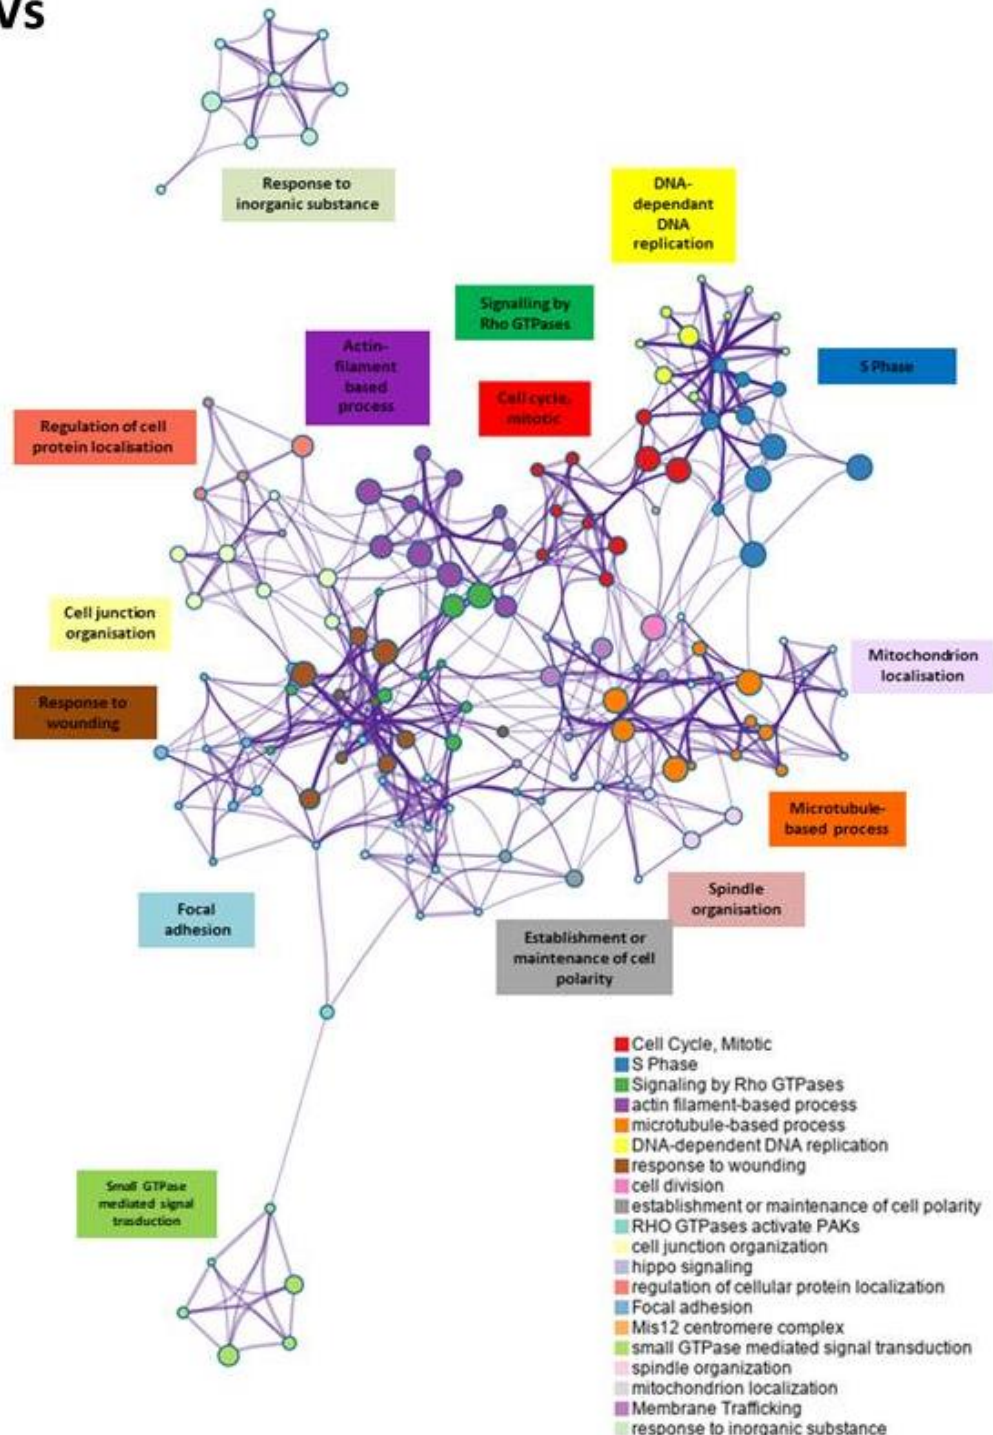 vs
Response to
inorganic substance
DNA-
dependant
DNA
replication
Signalling by
Rho GTPases
Actin-
filament
based
process
S Phase
Cell cycle,
mitotic
Regulation of cell
protein localisation
Cell junction
organisation
Mitochondrion
localisation
Response to
wounding
Microtubule-
based process
Spindle
organisation
Focal
adhesion
Establishment or
maintenance of cell
polarity
Small GTPase
mediated signal
trasduction
Cell Cycle, Mitotic
S Phase
Signaling by Rho GTPases
actin filament-based process
microtubule-based process
DNA-dependent DNA replication
response to wounding
cell division
establishment or maintenance of cell polarity
RHO GTPases activate PAKs
cell junction organization
hippo signaling
regulation of cellular protein localization
Focal adhesion
Mis12 centromere complex
small GTPase mediated signal transduction
spindle organization
mitochondrion localization
Membrane Trafficking
response to inorganic substance